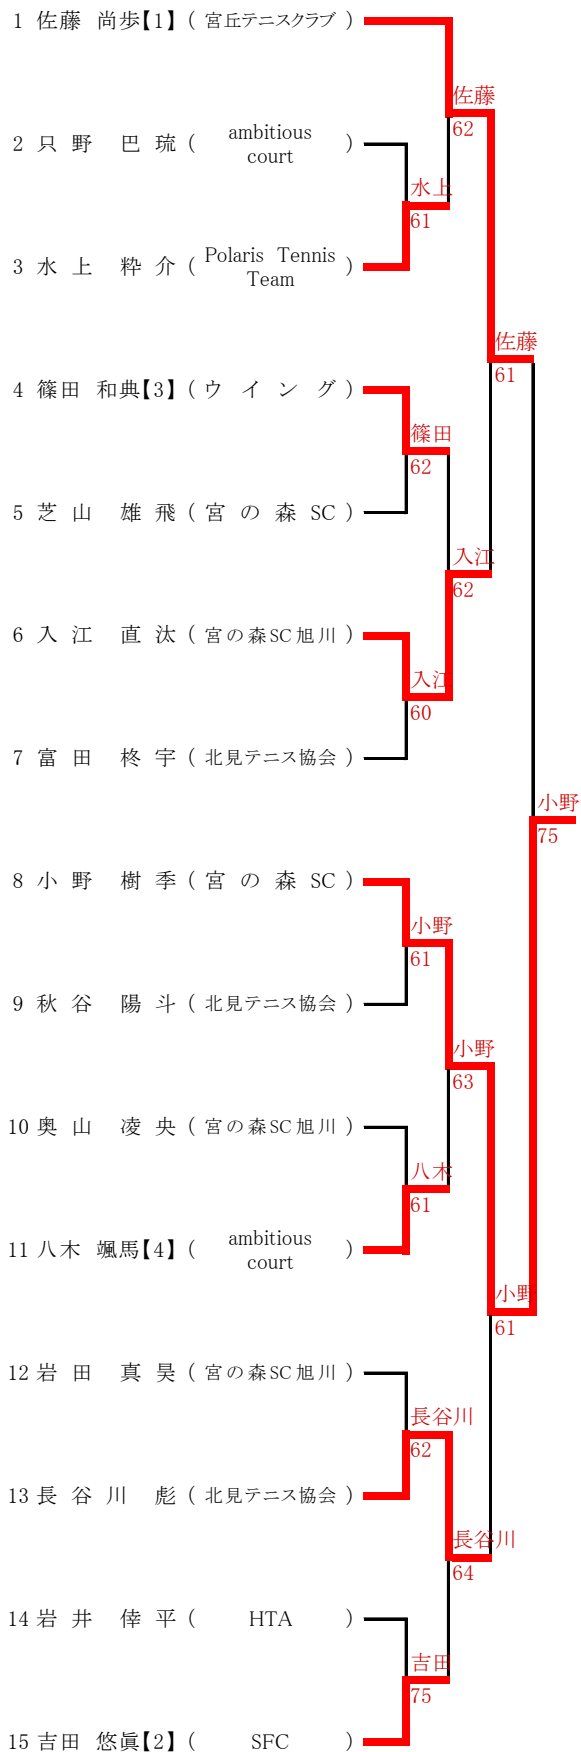 1 佐藤 尚歩【1】 ( 宮丘テニスクラブ )
佐藤
62
2 只野 巴琉 ( ambitious court )
水上
61
3 水上 粋介 ( Polaris Tennis Team )
佐藤
61
4 篠田 和典【3】 ( ウイング )
篠田
62
5 芝山 雄飛 ( 宮の森 SC )
入江
62
6 入江 直汰 ( 宮の森SC旭川 )
入江
60
7 富田 柊宇 ( 北見テニス協会 )
小野
75
8 小野 樹季 ( 宮の森 SC )
小野
61
9 秋谷 陽斗 ( 北見テニス協会 )
小野
63
10 奥山 凌央 ( 宮の森SC旭川 )
八木
61
11 八木 颯馬【4】 ( ambitious court )
小野
61
12 岩田 真昊 ( 宮の森SC旭川 )
長谷川
62
13 長谷川 彪 ( 北見テニス協会 )
長谷川
64
14 岩井 倖平 ( HTA )
吉田
75
15 吉田 悠眞【2】 ( SFC )